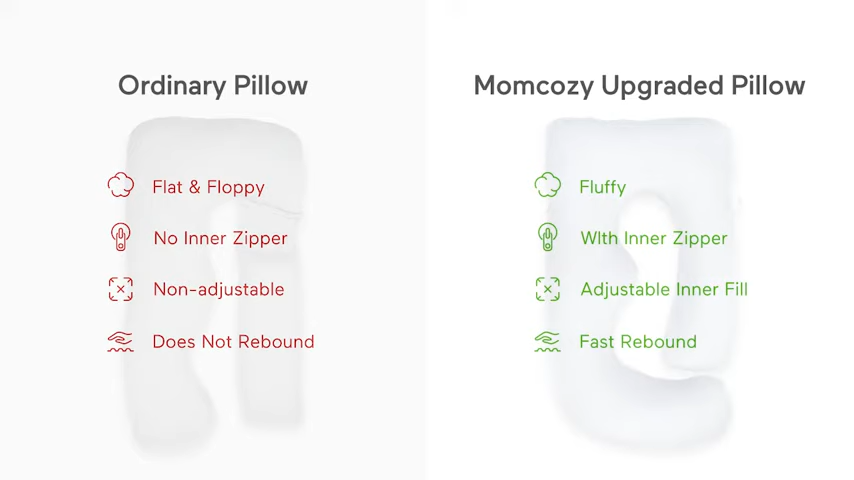 Ordinary Pillow
Flat & Floppy
No Inner Zipper
Non-adjustable
Does Not Rebound
Momcozy Upgraded Pillow
Fluffy
WIth Inner Zipper
Adjustable Inner Fill
Fast Rebound